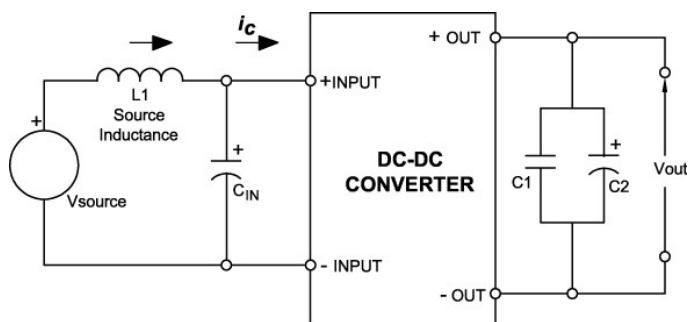 i_c
+ OUT
+INPUT
L1
Source
Inductance
+
+
+
DC-DC
CONVERTER
C1
C2
Vout
C_IN
Vsource
- INPUT
- OUT